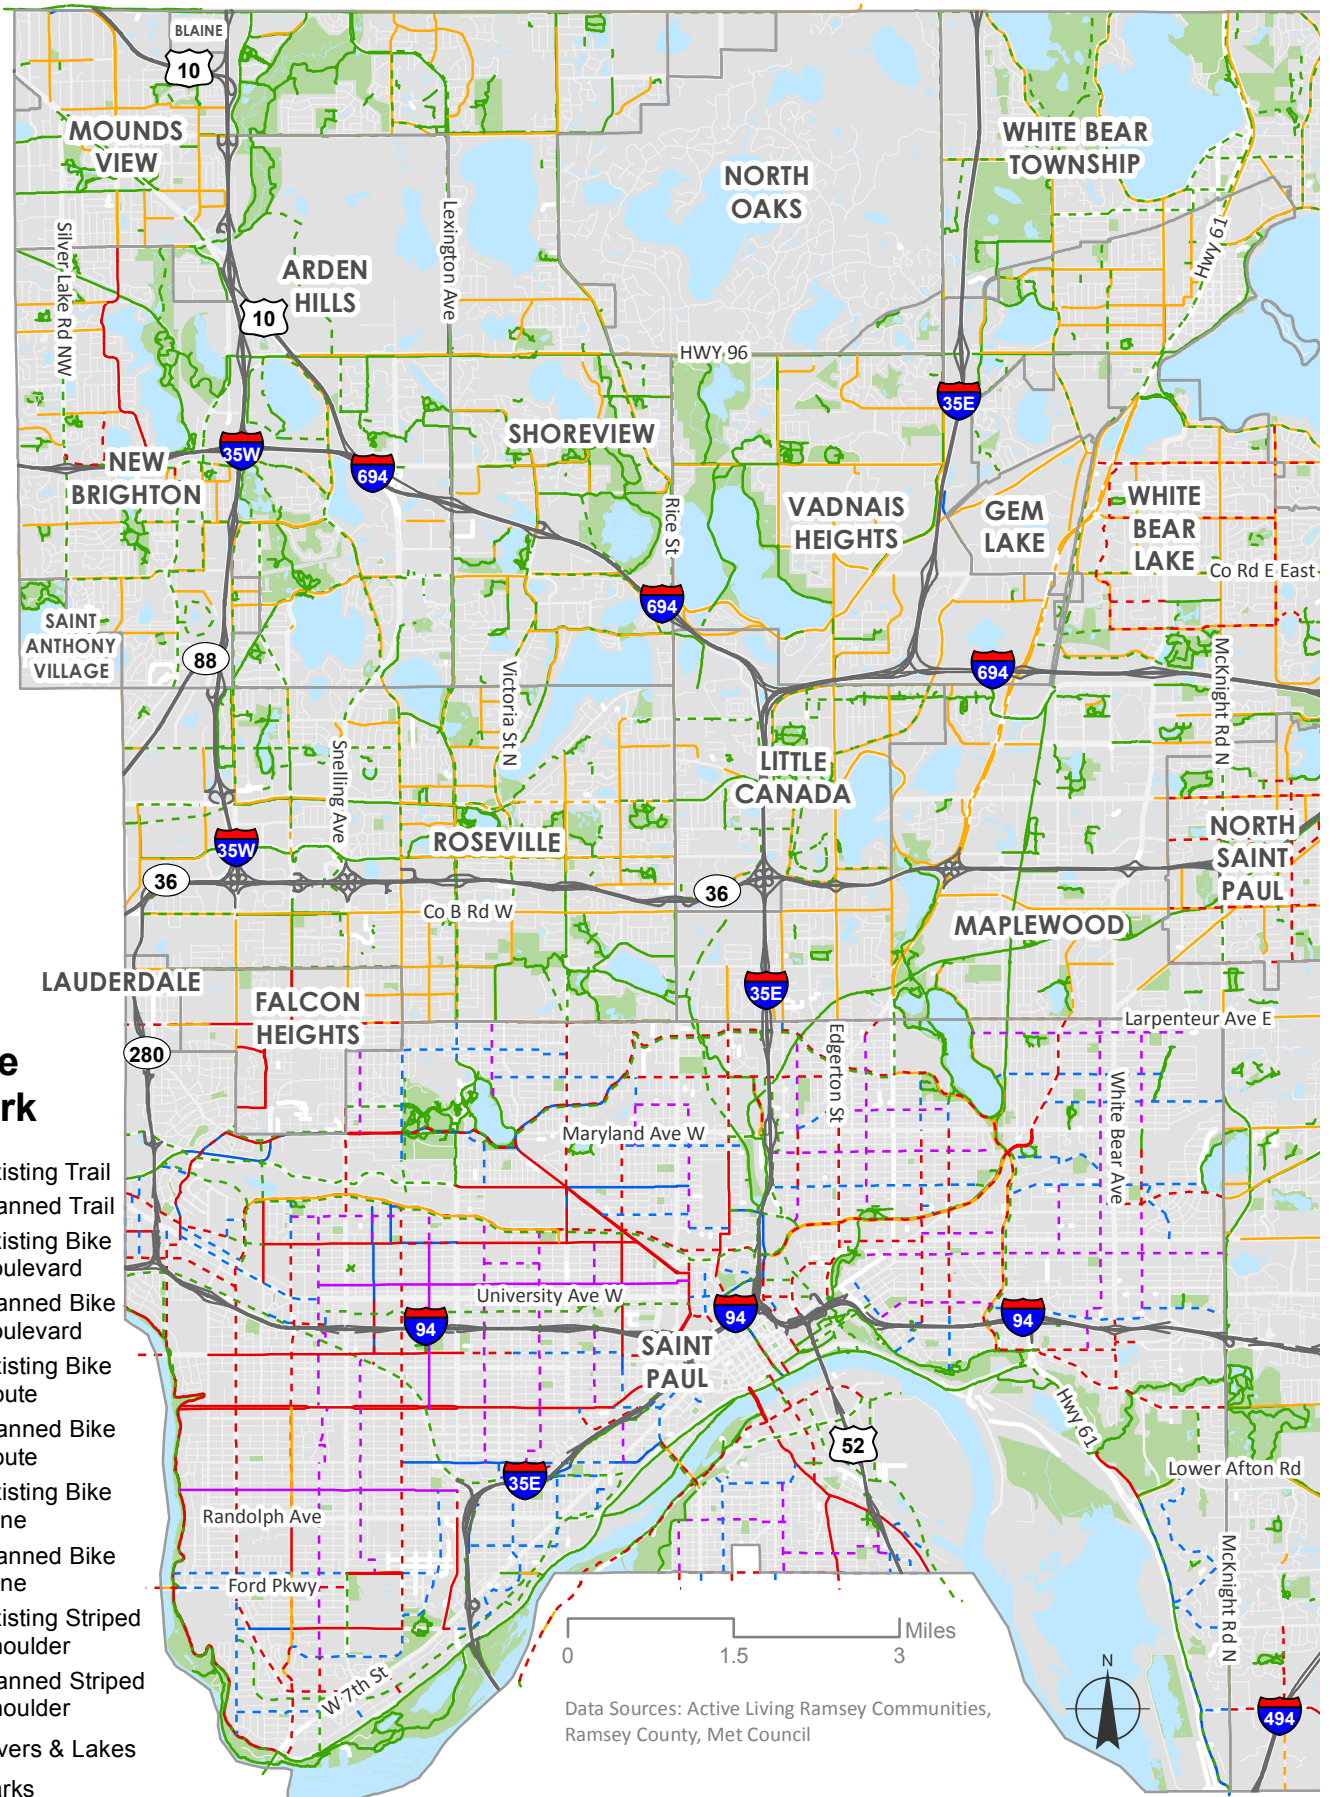 BLAINE
10
MOUNDS
VIEW
WHITE BEAR
TOWNSHIP
NORTH
OAKS
Silver Lake Rd NW
Lexington Ave
Hwy 61
ARDEN
HILLS
10
HWY 96
35E
SHOREVIEW
NEW
BRIGHTON
35W
694
Rice St
VADNAIS
HEIGHTS
GEM
LAKE
WHITE
BEAR
LAKE
Co Rd E East
SAINT
ANTHONY
VILLAGE
694
88
694
Victoria St N
McKnight Rd N
Snelling Ave
LITTLE
CANADA
35W
ROSEVILLE
NORTH
SAINT
PAUL
36
36
Co B Rd W
MAPLEWOOD
LAUDERDALE
FALCON
HEIGHTS
35E
Larpenteur Ave E
280
Edgerton St
White Bear Ave
Maryland Ave W
e
rk
isting Trail
anned Trail
isting Bike
oulevard
anned Bike
oulevard
isting Bike
oute
anned Bike
oute
isting Bike
ne
anned Bike
ne
isting Striped
houlder
anned Striped
houlder
vers & Lakes
arks
University Ave W
94
94
94
SAINT
PAUL
Hwy 61
52
35E
Lower Afton Rd
Randolph Ave
Ford Pkwy
McKnight Rd N
W 7th St
Miles
0 1.5 3
N
494
Data Sources: Active Living Ramsey Communities,
Ramsey County, Met Council